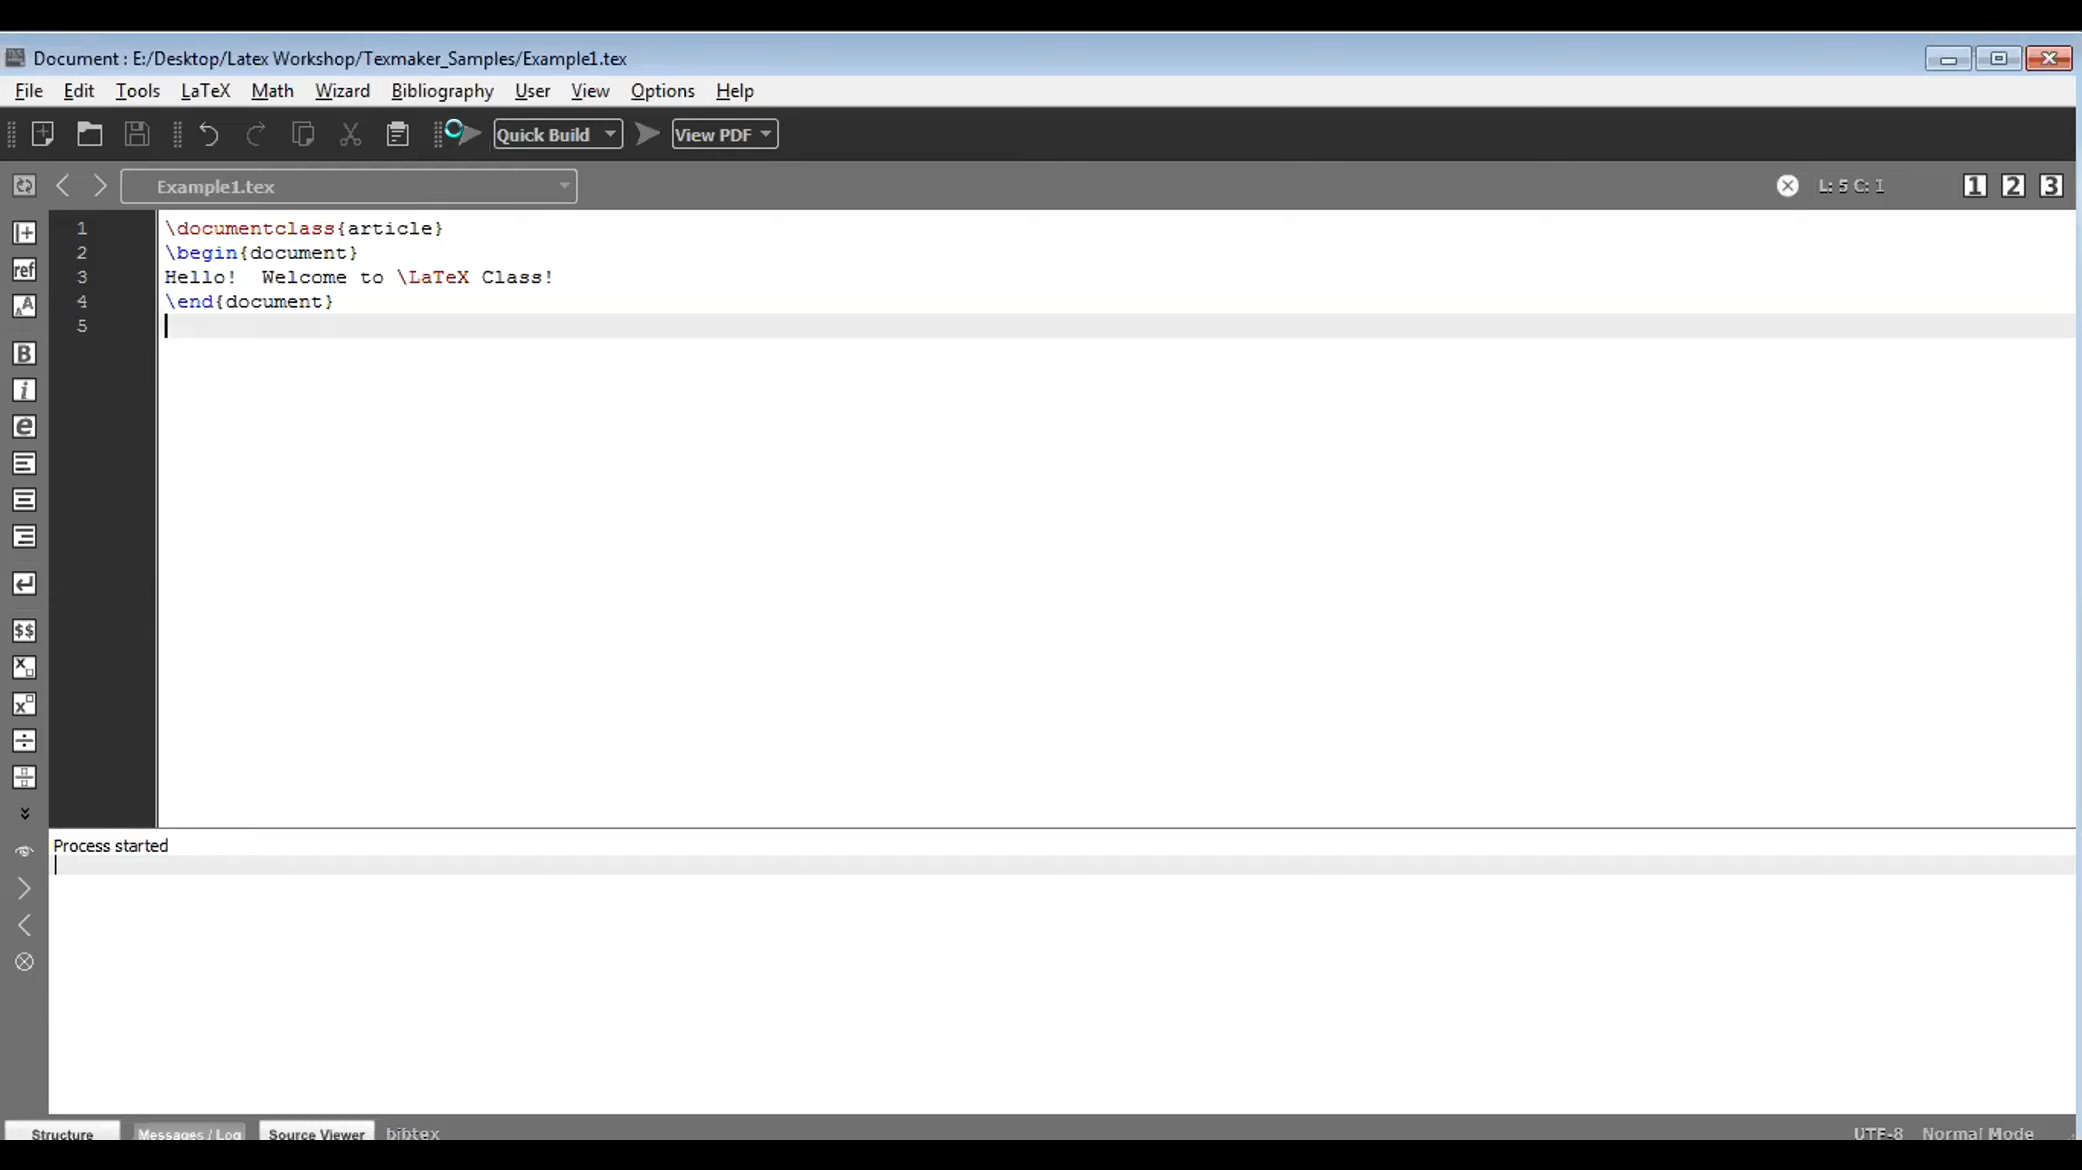 Document : E:/Desktop/Latex Workshop/Texmaker_Samples/Example1.tex
File Edit Tools LaTeX Math Wizard Bibliography User View Options Help
Quick Build View PDF
Example1.tex L: 5 C: 1 1 2 3
1 \documentclass{article}
2 \begin{document}
3 Hello!  Welcome to \LaTeX Class!
4 \end{document}
5
ref
B
i
e
$$
Process started
Structure Messages / Log Source Viewer bibtex UTF-8 Normal Mode